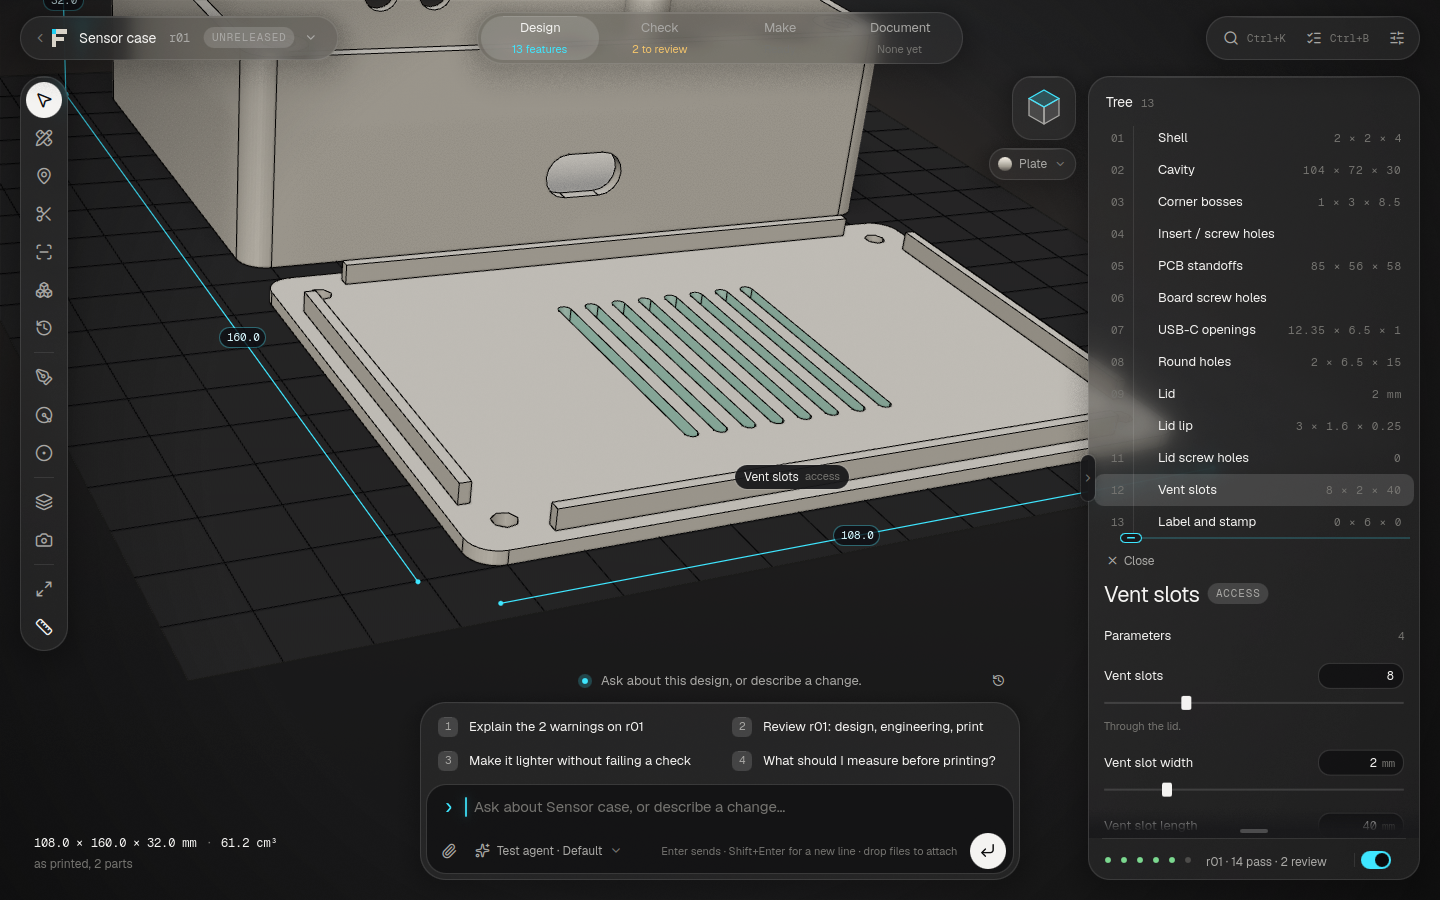 32.0
Sensor case r01 UNRELEASED
Design
13 features
Check
2 to review
Make
Document
None yet
Ctrl+K
Ctrl+B
Plate
160.0
108.0
Vent slots access
Tree 13
01 Shell 2 × 2 × 4
02 Cavity 104 × 72 × 30
03 Corner bosses 1 × 3 × 8.5
04 Insert / screw holes
05 PCB standoffs 85 × 56 × 58
06 Board screw holes
07 USB-C openings 12.35 × 6.5 × 1
08 Round holes 2 × 6.5 × 15
09 Lid 2 mm
Lid lip 3 × 1.6 × 0.25
11 Lid screw holes 0
12 Vent slots 8 × 2 × 40
13 Label and stamp 0 × 6 × 0
Close
Vent slots ACCESS
Parameters 4
Vent slots 8
Through the lid.
Vent slot width 2 mm
Vent slot length 40 mm
r01 · 14 pass · 2 review
Ask about this design, or describe a change.
1 Explain the 2 warnings on r01
2 Review r01: design, engineering, print
3 Make it lighter without failing a check
4 What should I measure before printing?
Ask about Sensor case, or describe a change...
Test agent · Default
Enter sends · Shift+Enter for a new line · drop files to attach
108.0 × 160.0 × 32.0 mm · 61.2 cm³
as printed, 2 parts